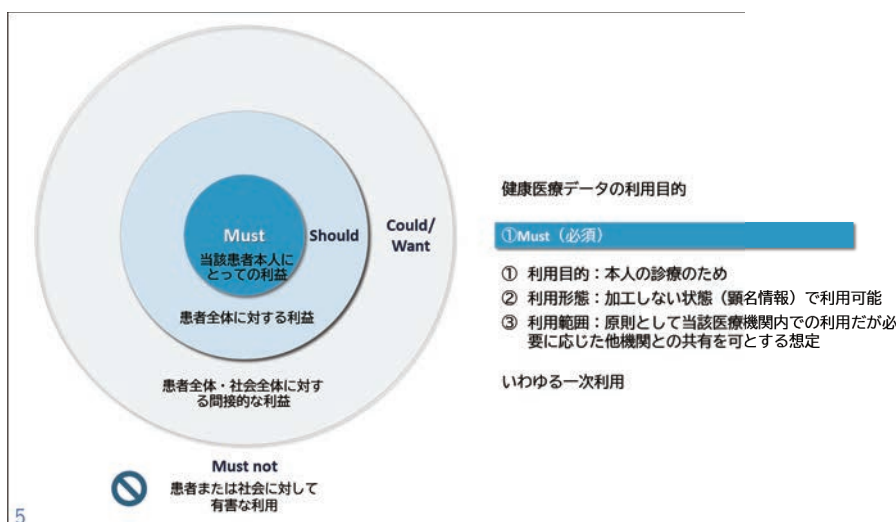 Must
当該患者本人に
とっての利益
Should
患者全体に対する利益
Could/
Want
患者全体・社会全体に対す
る間接的な利益
Must not
患者または社会に対して
有害な利用
5
健康医療データの利用目的
①Must（必須）
① 利用目的：本人の診療のため
② 利用形態：加工しない状態（顕名情報）で利用可能
③ 利用範囲：原則として当該医療機関内での利用だが必
要に応じた他機関との共有を可とする想定
いわゆる一次利用